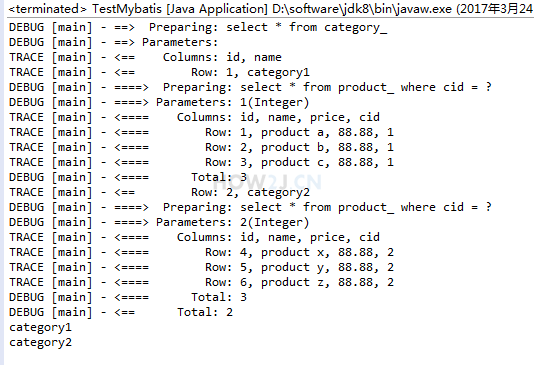 <terminated> TestMybatis [Java Application] D:\software\jdk8\bin\javaw.exe (2017年3月24
DEBUG [main] - ==>  Preparing: select * from category_
DEBUG [main] - ==> Parameters:
TRACE [main] - <==    Columns: id, name
TRACE [main] - <==        Row: 1, category1
DEBUG [main] - ====>  Preparing: select * from product_ where cid = ?
DEBUG [main] - ====> Parameters: 1(Integer)
TRACE [main] - <====    Columns: id, name, price, cid
TRACE [main] - <====        Row: 1, product a, 88.88, 1
TRACE [main] - <====        Row: 2, product b, 88.88, 1
TRACE [main] - <====        Row: 3, product c, 88.88, 1
DEBUG [main] - <====      Total: 3
HOW2J.CN
TRACE [main] - <==        Row: 2, category2
DEBUG [main] - ====>  Preparing: select * from product_ where cid = ?
DEBUG [main] - ====> Parameters: 2(Integer)
TRACE [main] - <====    Columns: id, name, price, cid
TRACE [main] - <====        Row: 4, product x, 88.88, 2
TRACE [main] - <====        Row: 5, product y, 88.88, 2
TRACE [main] - <====        Row: 6, product z, 88.88, 2
DEBUG [main] - <====      Total: 3
DEBUG [main] - <==      Total: 2
category1
category2